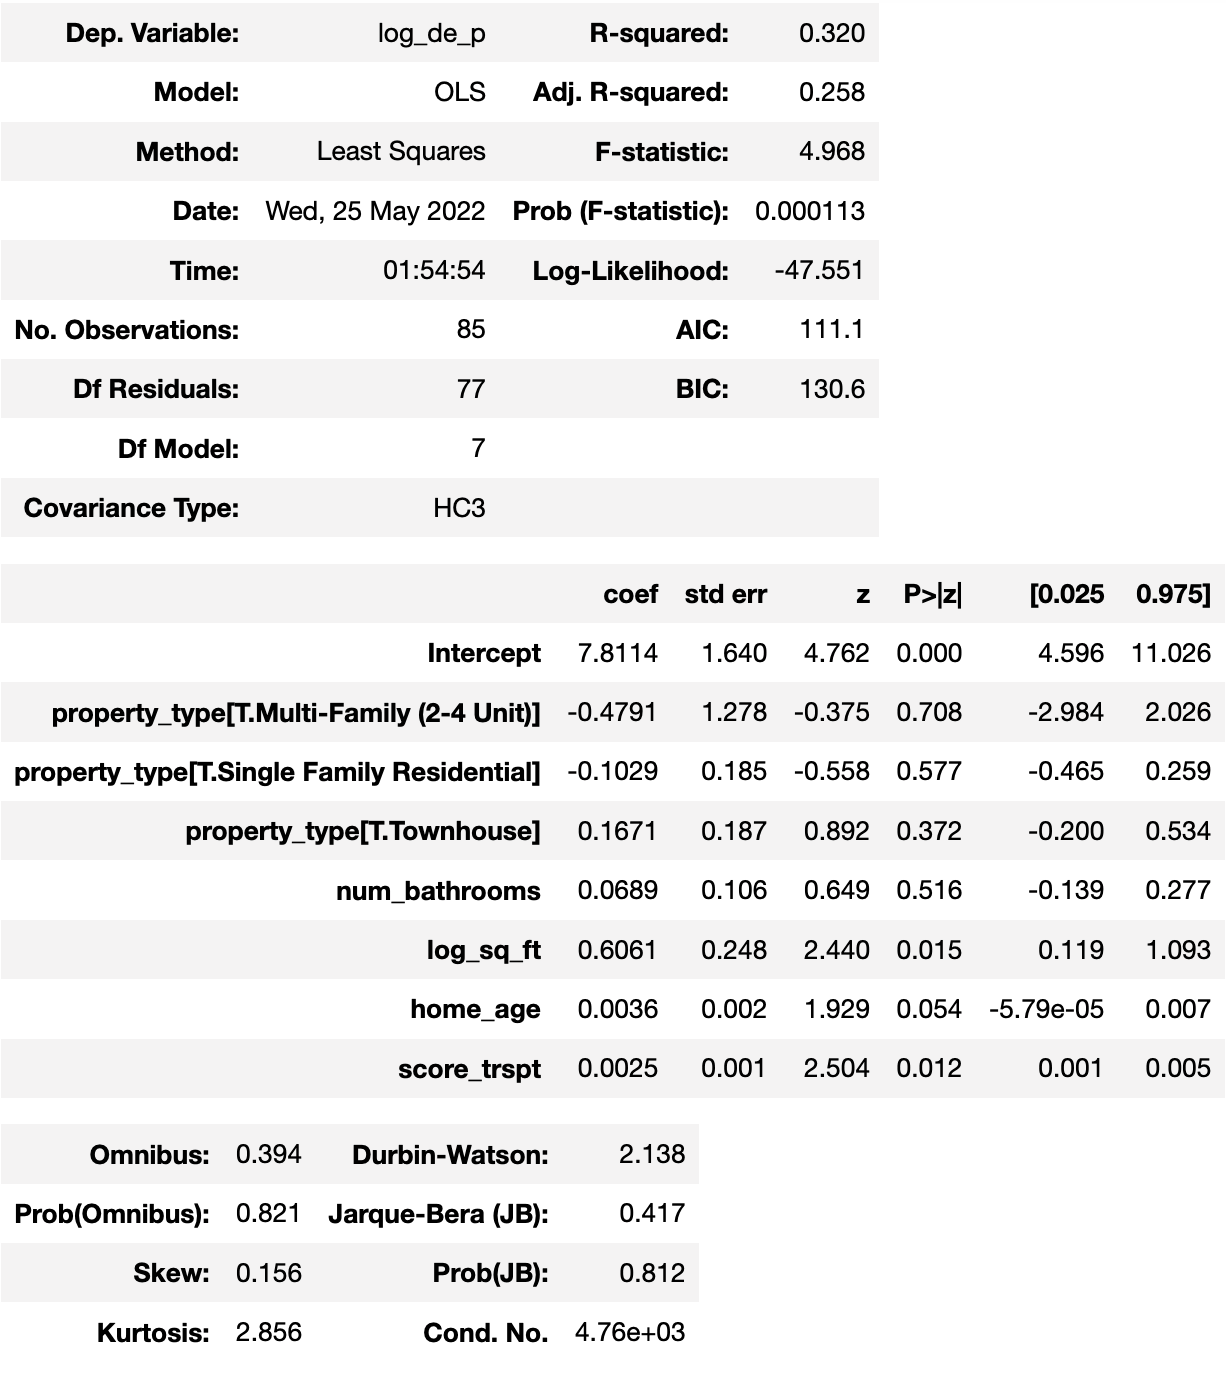 Dep. Variable: log_de_p R-squared: 0.320
Model: OLS Adj. R-squared: 0.258
Method: Least Squares F-statistic: 4.968
Date: Wed, 25 May 2022 Prob (F-statistic): 0.000113
Time: 01:54:54 Log-Likelihood: -47.551
No. Observations: 85 AIC: 111.1
Df Residuals: 77 BIC: 130.6
Df Model: 7
Covariance Type: HC3
coef std err z P>|z| [0.025 0.975]
Intercept 7.8114 1.640 4.762 0.000 4.596 11.026
property_type[T.Multi-Family (2-4 Unit)] -0.4791 1.278 -0.375 0.708 -2.984 2.026
property_type[T.Single Family Residential] -0.1029 0.185 -0.558 0.577 -0.465 0.259
property_type[T.Townhouse] 0.1671 0.187 0.892 0.372 -0.200 0.534
num_bathrooms 0.0689 0.106 0.649 0.516 -0.139 0.277
log_sq_ft 0.6061 0.248 2.440 0.015 0.119 1.093
home_age 0.0036 0.002 1.929 0.054 -5.79e-05 0.007
score_trspt 0.0025 0.001 2.504 0.012 0.001 0.005
Omnibus: 0.394 Durbin-Watson: 2.138
Prob(Omnibus): 0.821 Jarque-Bera (JB): 0.417
Skew: 0.156 Prob(JB): 0.812
Kurtosis: 2.856 Cond. No. 4.76e+03